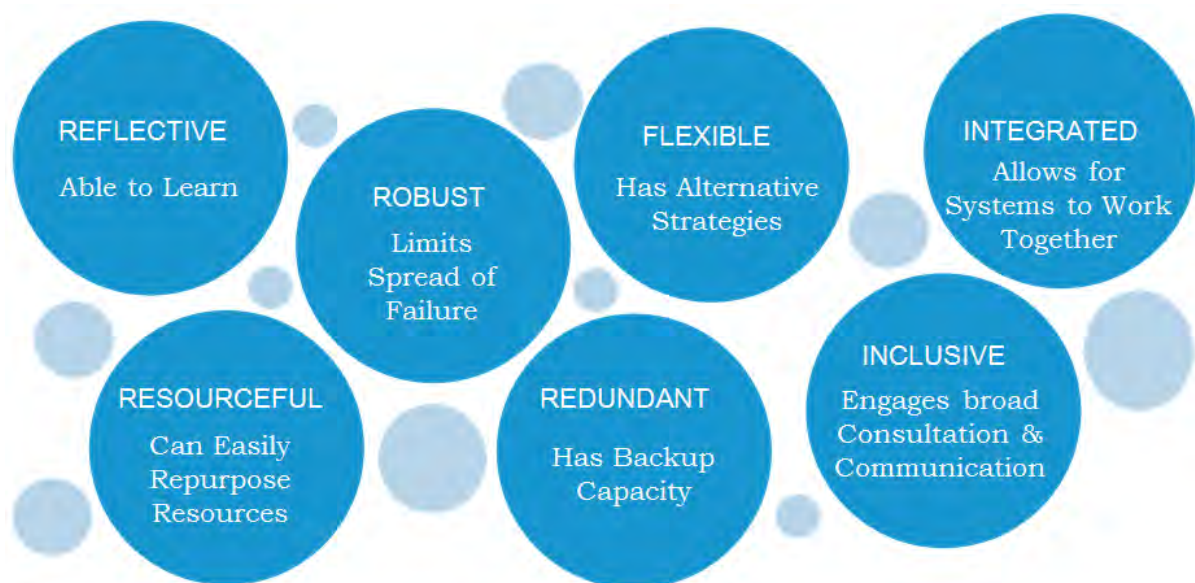 REFLECTIVE
Able to Learn
ROBUST
Limits
Spread of
Failure
FLEXIBLE
Has Alternative
Strategies
INTEGRATED
Allows for
Systems to Work
Together
RESOURCEFUL
Can Easily
Repurpose
Resources
REDUNDANT
Has Backup
Capacity
INCLUSIVE
Engages broad
Consultation &
Communication